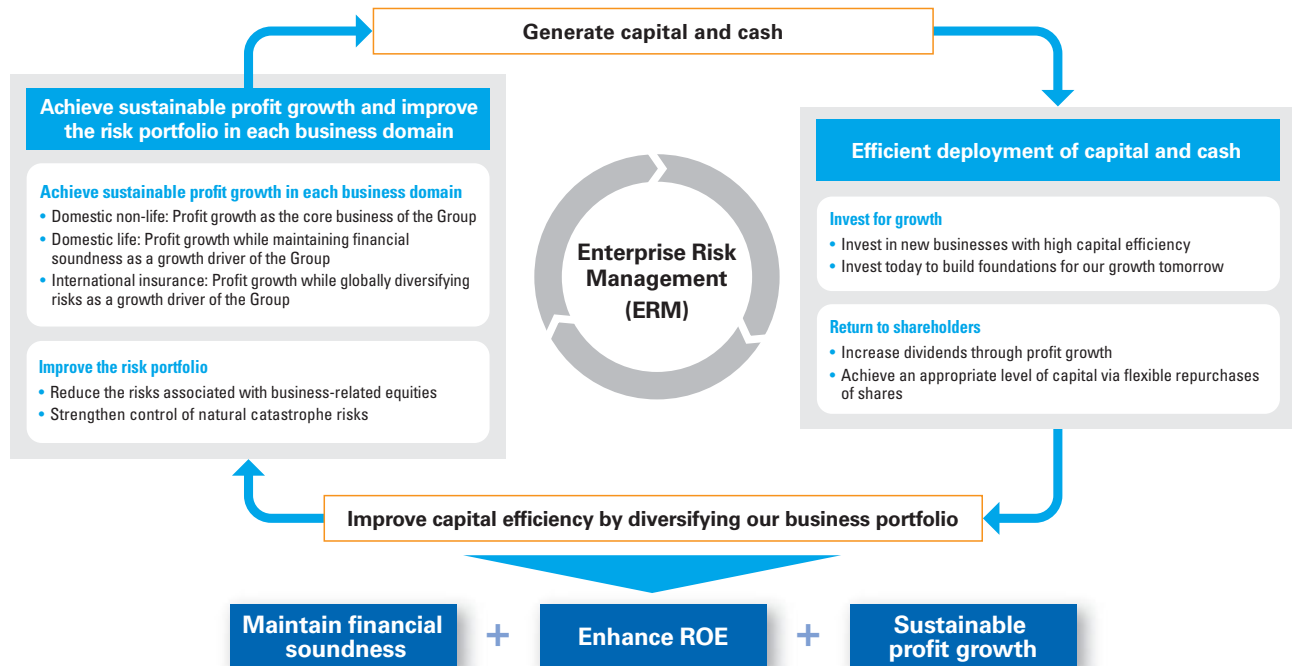 Generate capital and cash
Achieve sustainable profit growth and improve
the risk portfolio in each business domain
Achieve sustainable profit growth in each business domain
• Domestic non-life: Profit growth as the core business of the Group
• Domestic life: Profit growth while maintaining financial
soundness as a growth driver of the Group
• International insurance: Profit growth while globally diversifying
risks as a growth driver of the Group
Improve the risk portfolio
• Reduce the risks associated with business-related equities
• Strengthen control of natural catastrophe risks
Enterprise Risk
Management
(ERM)
Efficient deployment of capital and cash
Invest for growth
• Invest in new businesses with high capital efficiency
• Invest today to build foundations for our growth tomorrow
Return to shareholders
• Increase dividends through profit growth
• Achieve an appropriate level of capital via flexible repurchases
of shares
Improve capital efficiency by diversifying our business portfolio
Maintain financial
soundness
+
Enhance ROE
+
Sustainable
profit growth